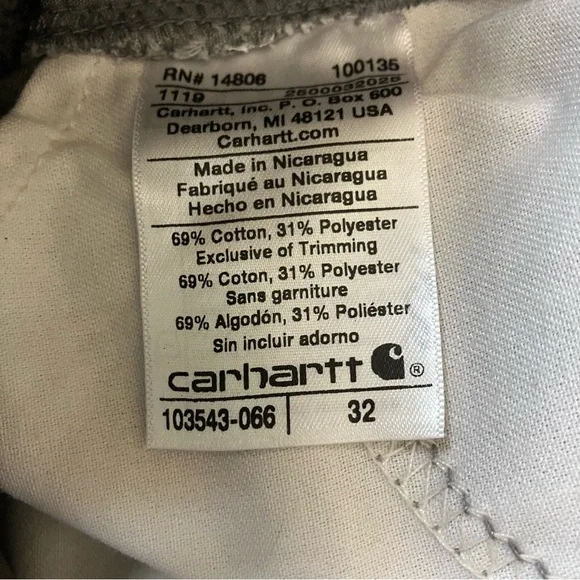 RN# 14806 100135
1119 2500032025
Carhartt, Inc. P. O. Box 600
Dearborn, MI 48121 USA
Carhartt.com
Made in Nicaragua
Fabriqué au Nicaragua
Hecho en Nicaragua
69% Cotton, 31% Polyester
Exclusive of Trimming
69% Coton, 31% Polyester
Sans garniture
69% Algodón, 31% Poliéster
Sin incluir adorno
carhartt ®
103543-066 32